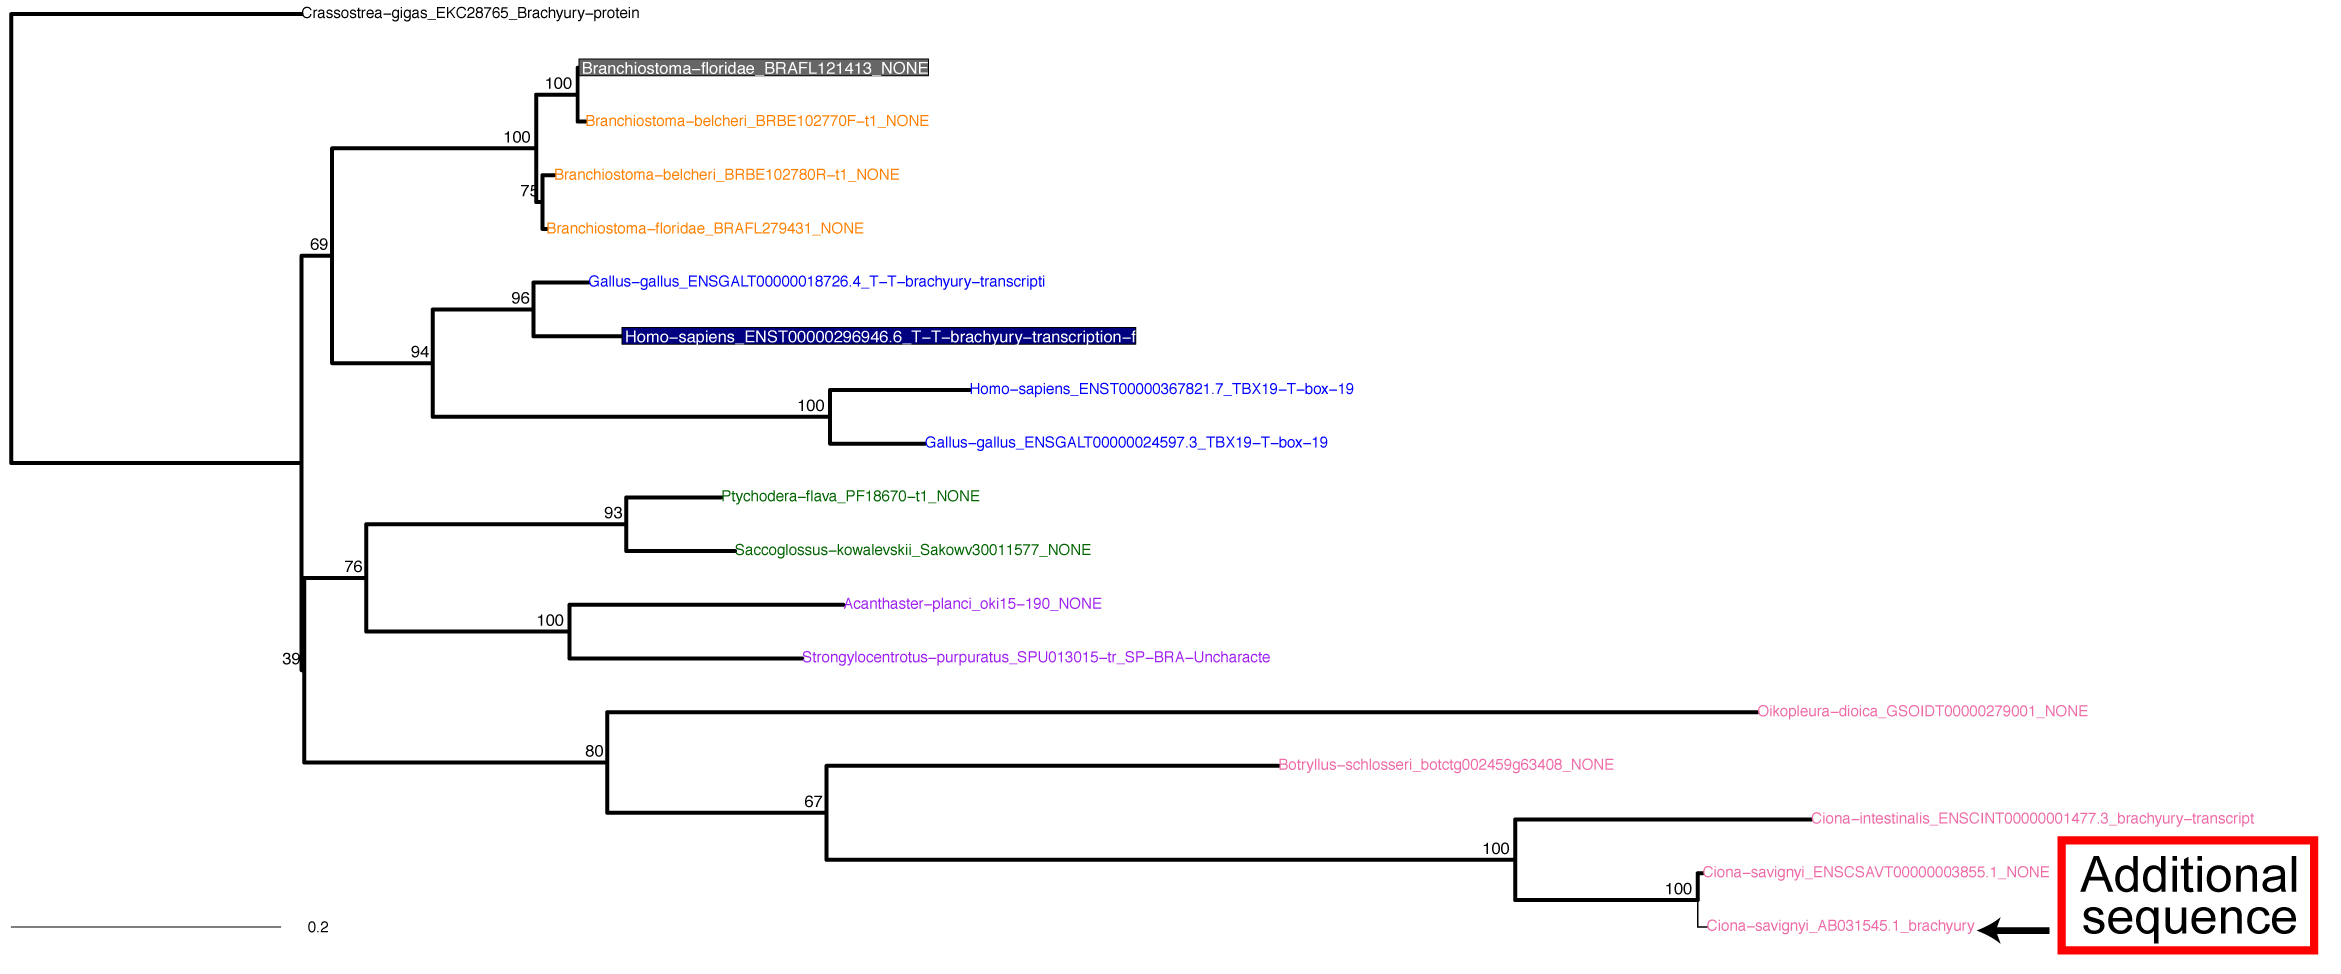 Crassostrea-gigas_EKC28765_Brachyury-protein
Branchiostoma-floridae_BRAFL121413_NONE
100
Branchiostoma-belcheri_BRBE102770F-t1_NONE
100
Branchiostoma-belcheri_BRBE102780R-t1_NONE
75
Branchiostoma-floridae_BRAFL279431_NONE
69
Gallus-gallus_ENSGALT00000018726.4_T-T-brachyury-transcripti
96
Homo-sapiens_ENST00000296946.6_T-T-brachyury-transcription-f
94
Homo-sapiens_ENST00000367821.7_TBX19-T-box-19
100
Gallus-gallus_ENSGALT00000024597.3_TBX19-T-box-19
Ptychodera-flava_PF18670-t1_NONE
93
Saccoglossus-kowalevskii_Sakowv30011577_NONE
76
Acanthaster-planci_oki15-190_NONE
100
Strongylocentrotus-purpuratus_SPU013015-tr_SP-BRA-Uncharacte
39
Oikopleura-dioica_GSOIDT00000279001_NONE
80
Botryllus-schlosseri_botctg002459g63408_NONE
67
Ciona-intestinalis_ENSCINT00000001477.3_brachyury-transcript
100
Ciona-savignyi_ENSCSAVT00000003855.1_NONE
100
Ciona-savignyi_AB031545.1_brachyury
Additional
sequence
0.2